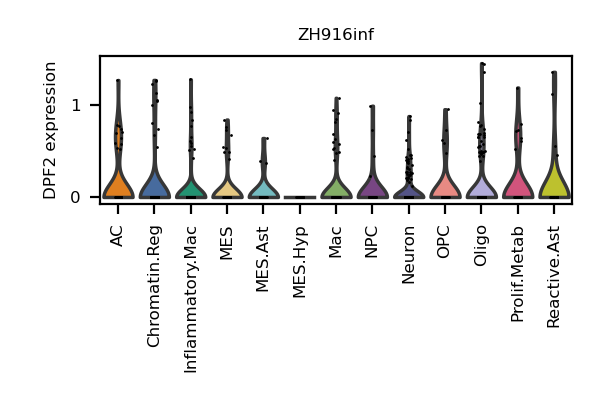 ZH916inf
DPF2 expression
1
0
AC
Chromatin.Reg
Inflammatory.Mac
MES
MES.Ast
MES.Hyp
Mac
NPC
Neuron
OPC
Oligo
Prolif.Metab
Reactive.Ast